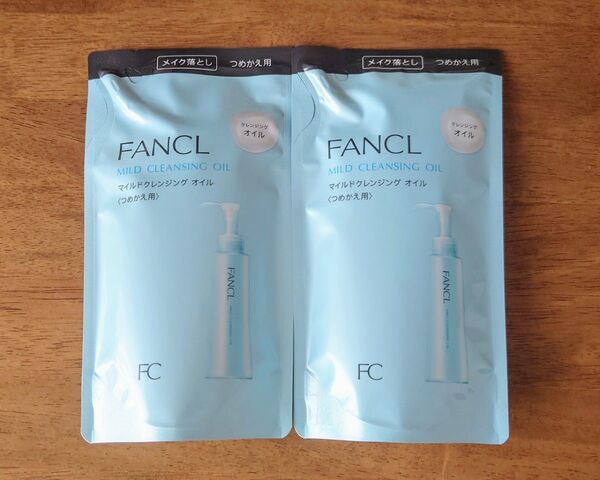 メイク落とし つめかえ用
クレンジング
オイル
FANCL
MILD CLEANSING OIL
マイルドクレンジング オイル
〈つめかえ用〉
FANCL
FC
メイク落とし つめかえ用
クレンジング
オイル
FANCL
MILD CLEANSING OIL
マイルドクレンジング オイル
〈つめかえ用〉
FANCL
FC